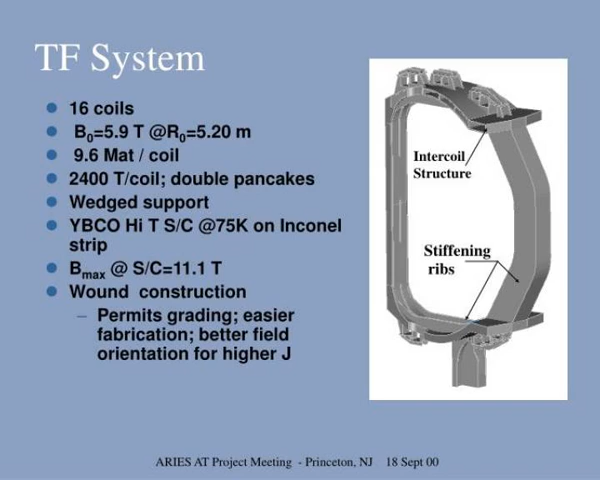 TF System
16 coils
B0=5.9 T @R0=5.20 m
9.6 Mat / coil
2400 T/coil; double pancakes
Wedged support
YBCO Hi T S/C @75K on Inconel
strip
Bmax @ S/C=11.1 T
Wound construction
– Permits grading; easier
fabrication; better field
orientation for higher J
Intercoil
Structure
Stiffening
ribs
ARIES AT Project Meeting - Princeton, NJ 18 Sept 00